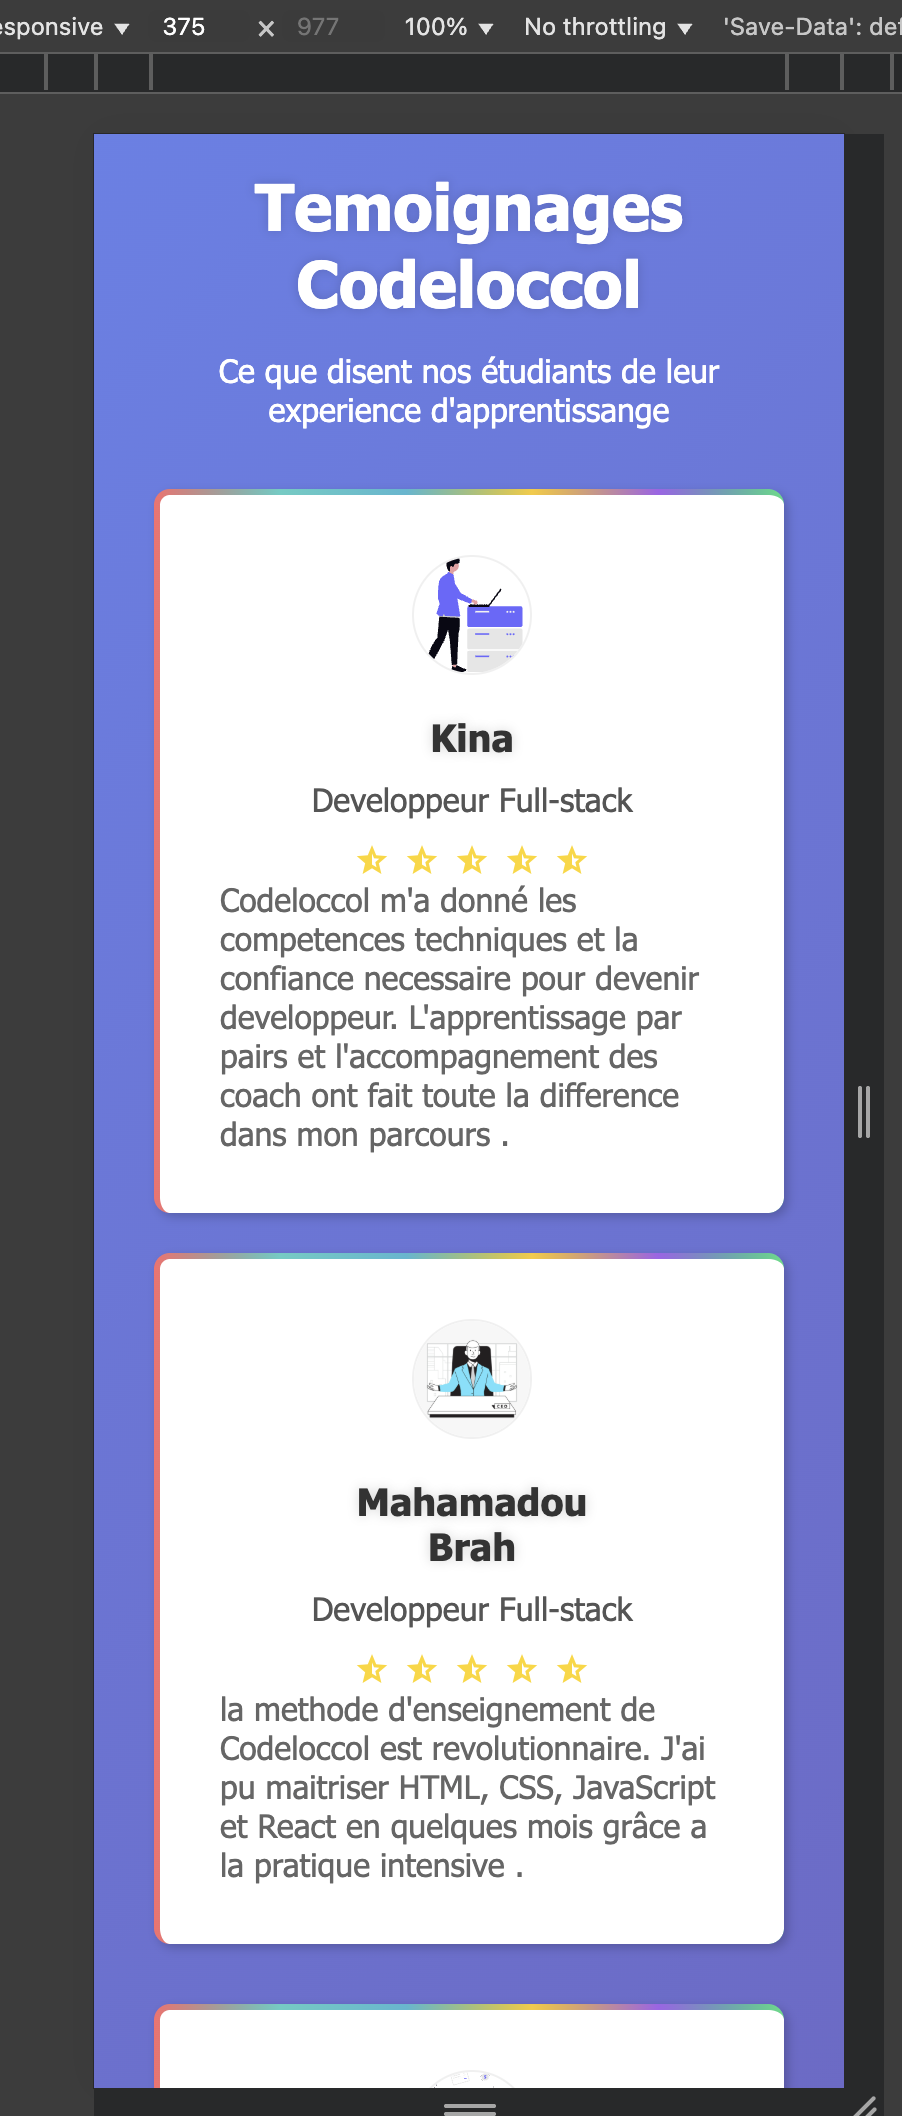 esponsive ▼ 375 × 977 100% ▼ No throttling ▼ 'Save-Data': def
Temoignages
Codeloccol
Ce que disent nos étudiants de leur
experience d'apprentissange
Kina
Developpeur Full-stack
Codeloccol m'a donné les
competences techniques et la
confiance necessaire pour devenir
developpeur. L'apprentissage par
pairs et l'accompagnement des
coach ont fait toute la difference
dans mon parcours .
CEO
Mahamadou
Brah
Developpeur Full-stack
la methode d'enseignement de
Codeloccol est revolutionnaire. J'ai
pu maitriser HTML, CSS, JavaScript
et React en quelques mois grâce a
la pratique intensive .